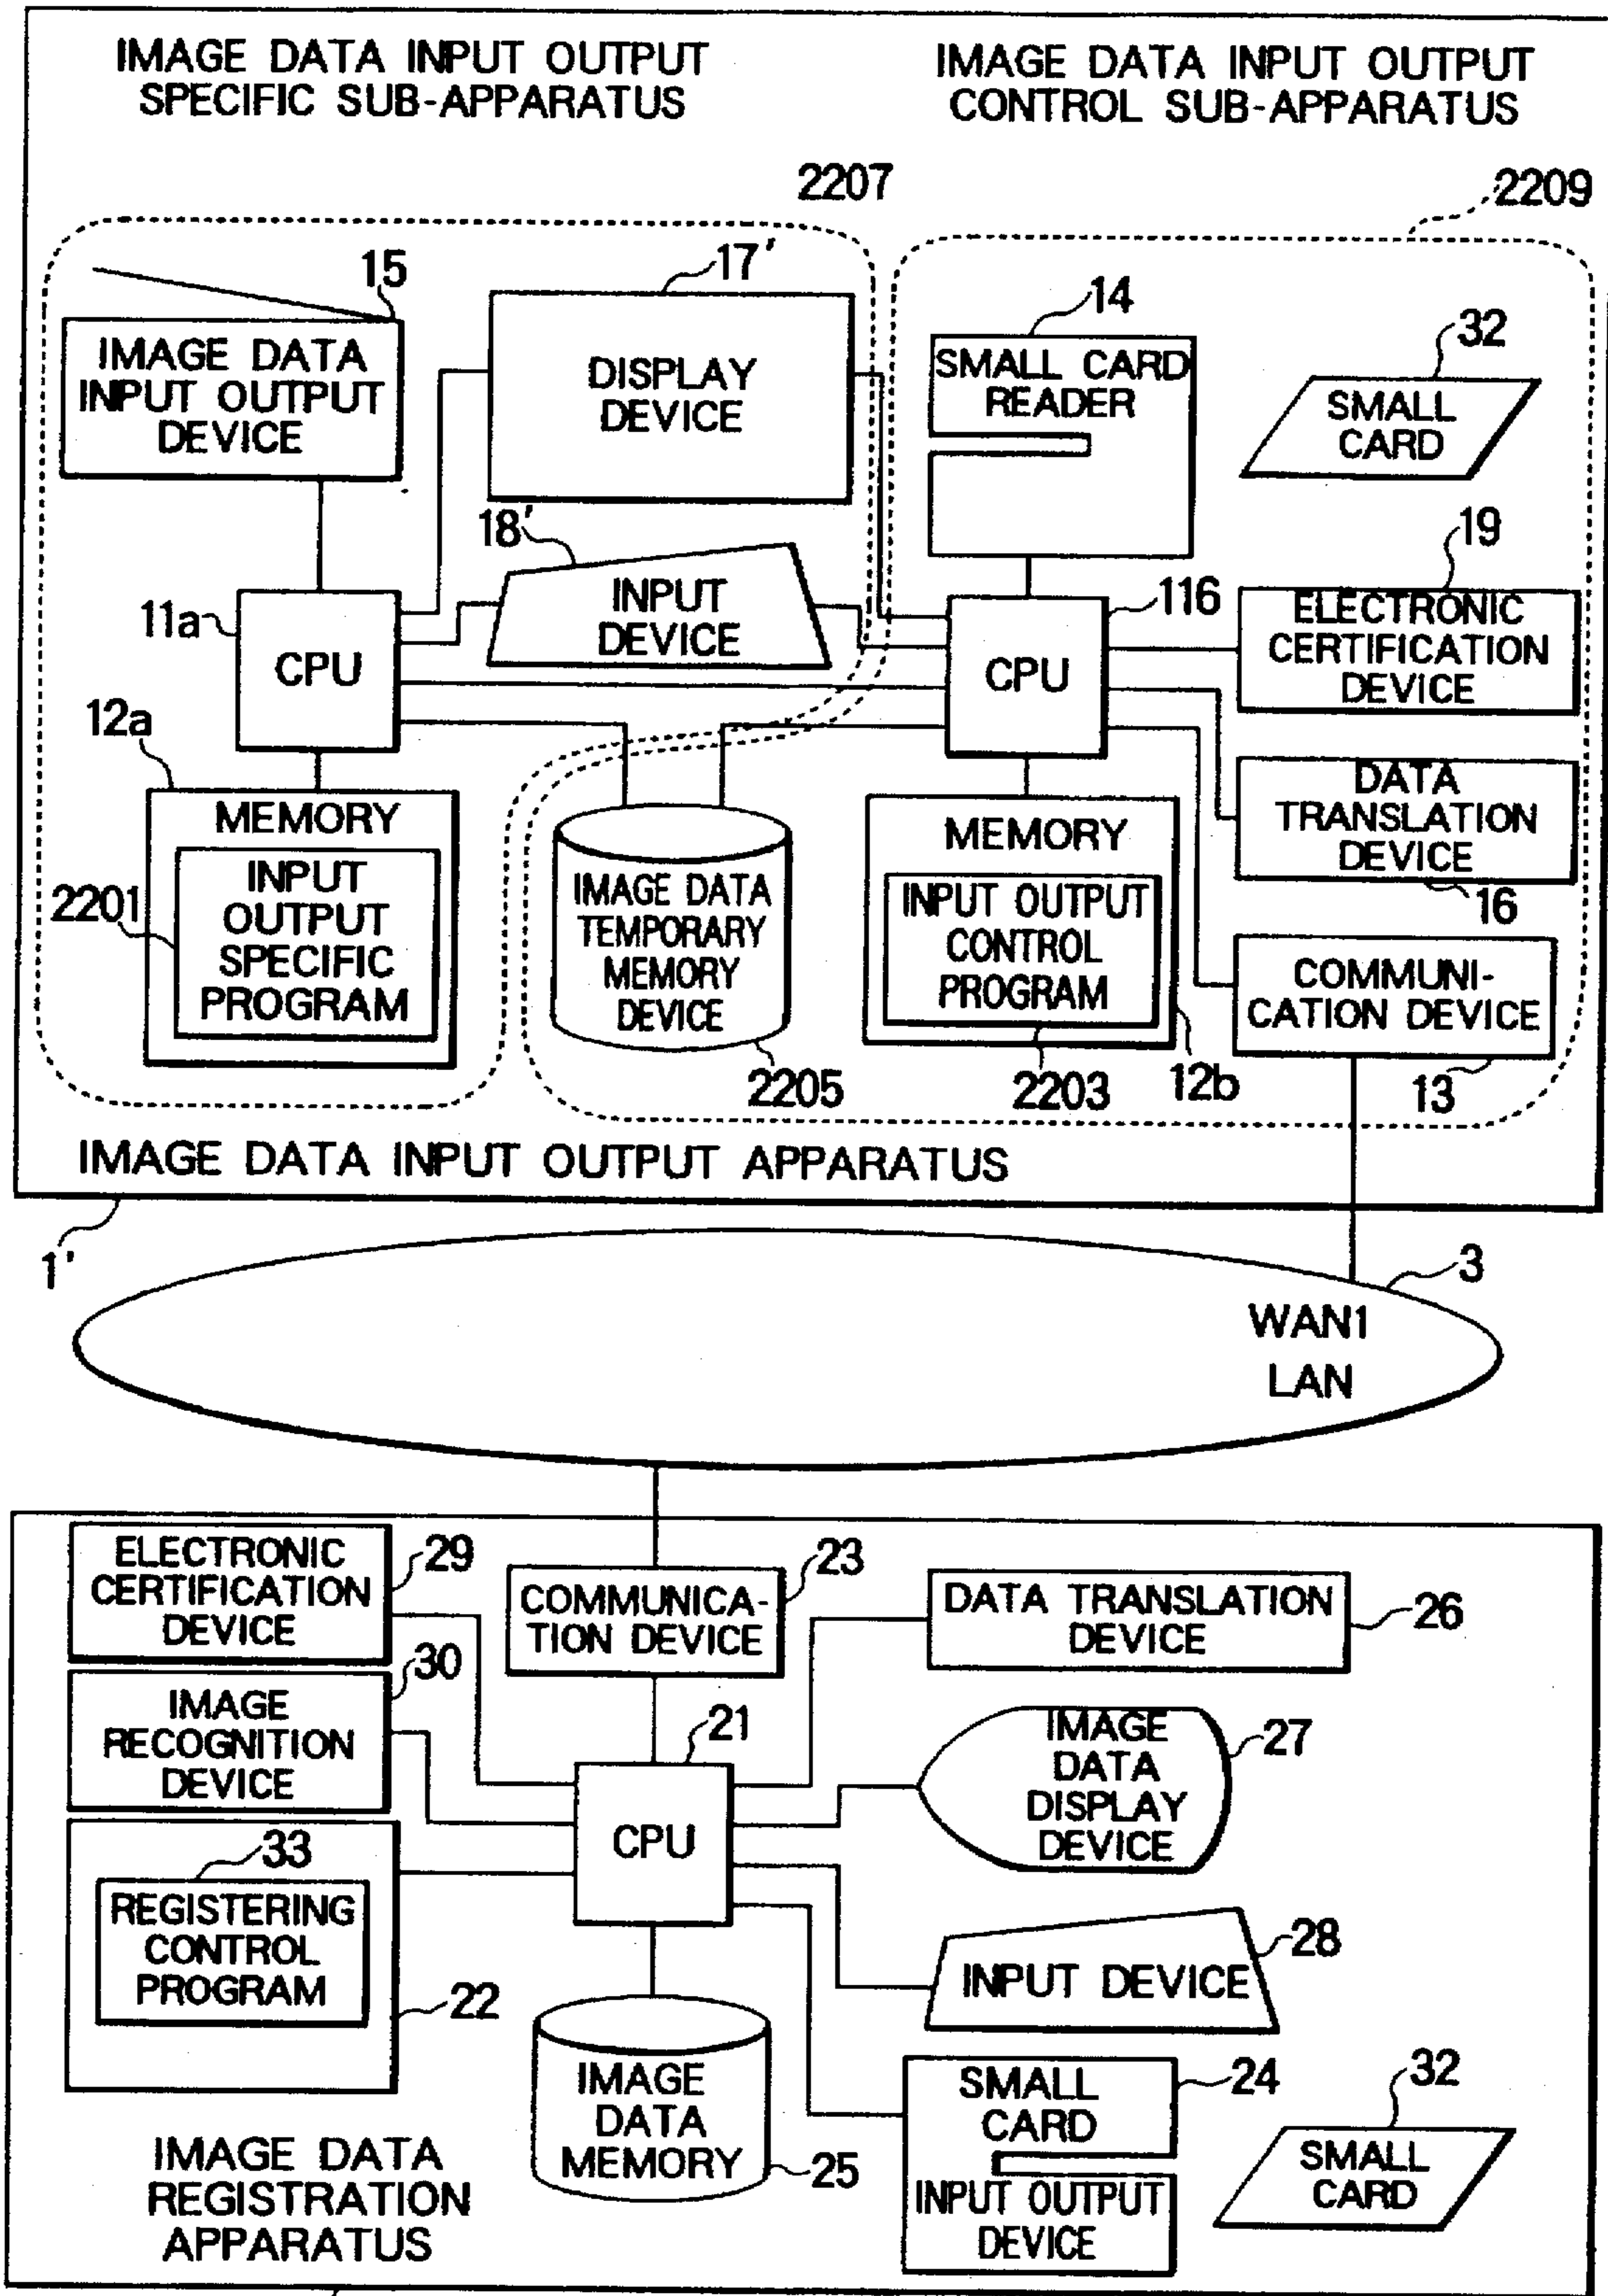 IMAGE DATA INPUT OUTPUT
SPECIFIC SUB-APPARATUS
IMAGE DATA INPUT OUTPUT
CONTROL SUB-APPARATUS
2207
2209
15
IMAGE DATA
INPUT OUTPUT
DEVICE
17'
DISPLAY
DEVICE
14
SMALL CARD
READER
32
SMALL
CARD
18'
INPUT
DEVICE
11a
CPU
116
CPU
19
ELECTRONIC
CERTIFICATION
DEVICE
12a
MEMORY
2201
INPUT
OUTPUT
SPECIFIC
PROGRAM
IMAGE DATA
TEMPORARY
MEMORY
DEVICE
2205
MEMORY
INPUT OUTPUT
CONTROL
PROGRAM
2203
12b
DATA
TRANSLATION
DEVICE
16
COMMUNI-
CATION DEVICE
13
IMAGE DATA INPUT OUTPUT APPARATUS
1'
3
WAN1
LAN
ELECTRONIC
CERTIFICATION
DEVICE
29
COMMUNICA-
TION DEVICE
23
DATA TRANSLATION
DEVICE
26
IMAGE
RECOGNITION
DEVICE
30
21
CPU
IMAGE
DATA
DISPLAY
DEVICE
27
33
REGISTERING
CONTROL
PROGRAM
22
INPUT DEVICE
28
IMAGE
DATA
MEMORY
25
SMALL
CARD
INPUT OUTPUT
DEVICE
24
32
SMALL
CARD
IMAGE DATA
REGISTRATION
APPARATUS